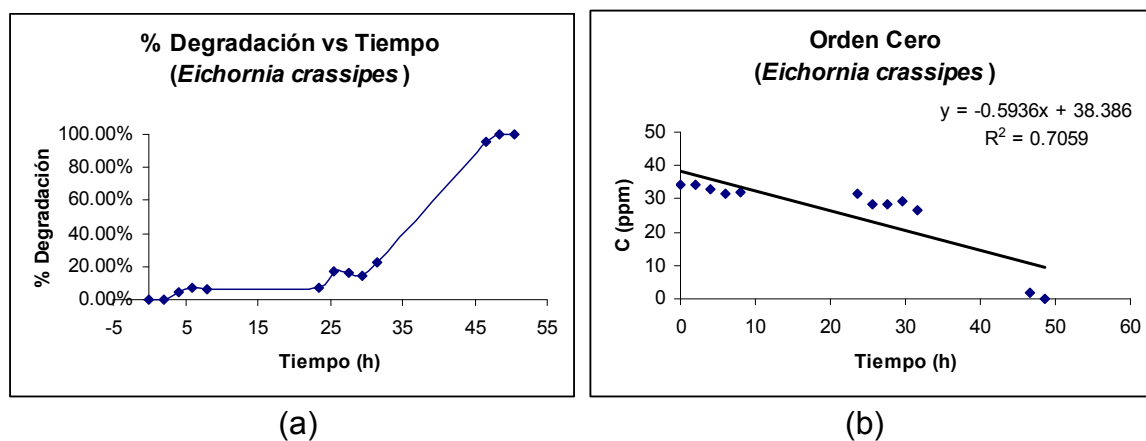 % Degradación vs Tiempo
(Eichornia crassipes)
% Degradación
100.00%
80.00%
60.00%
40.00%
20.00%
0.00%
-5 5 15 25 35 45 55
Tiempo (h)
(a)
Orden Cero
(Eichornia crassipes)
y = -0.5936x + 38.386
R² = 0.7059
C (ppm)
50
40
30
20
10
0
0 10 20 30 40 50 60
Tiempo (h)
(b)